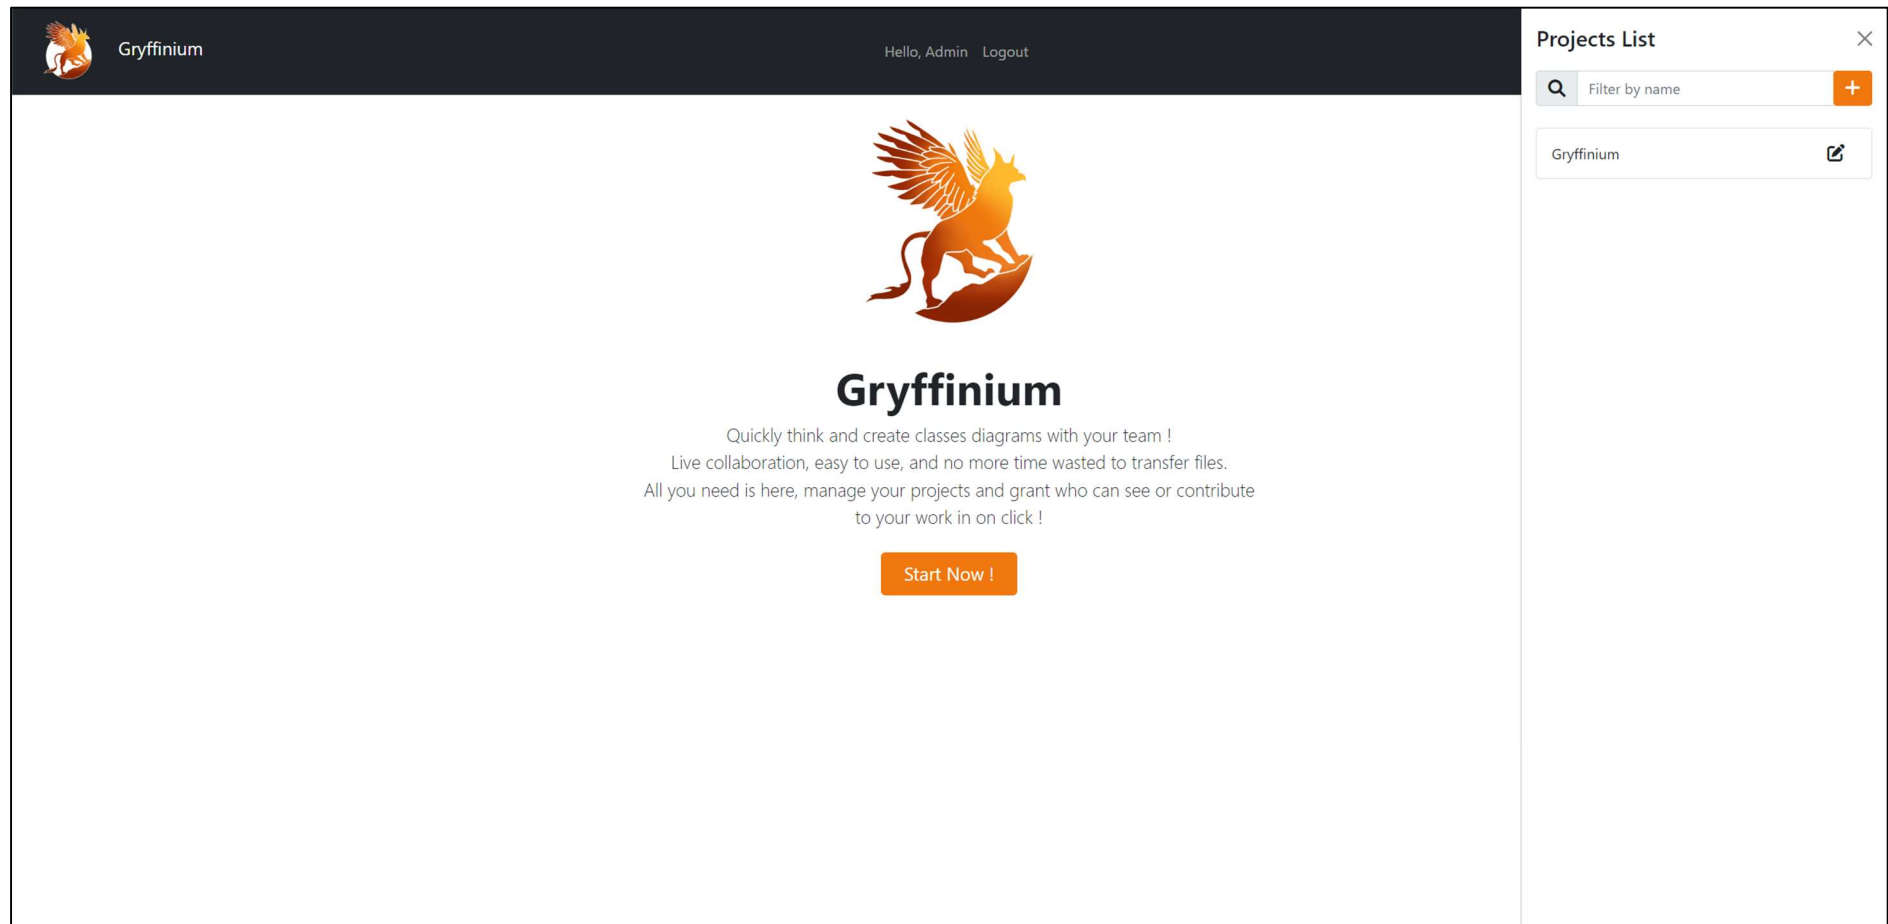 Gryffinium
Hello, Admin Logout
Gryffinium
Quickly think and create classes diagrams with your team !
Live collaboration, easy to use, and no more time wasted to transfer files.
All you need is here, manage your projects and grant who can see or contribute
to your work in on click !
Start Now !
Projects List
Filter by name
Gryffinium